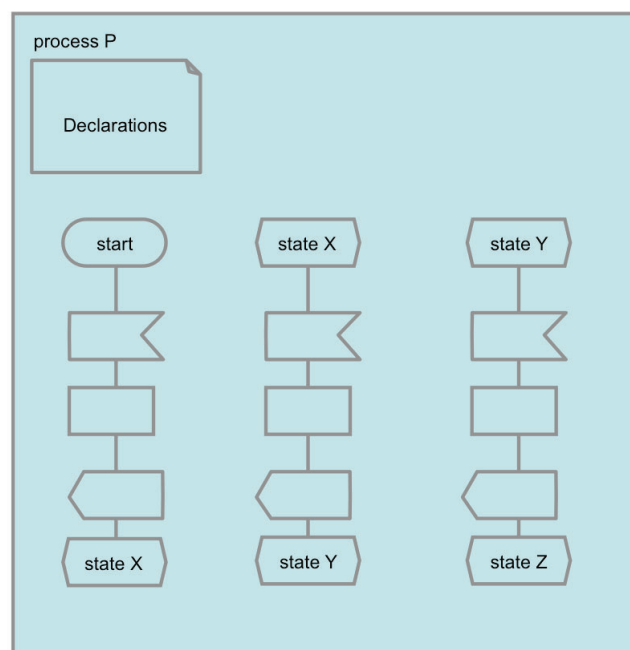 process P
Declarations
start
state X
state Y
state X
state Y
state Z